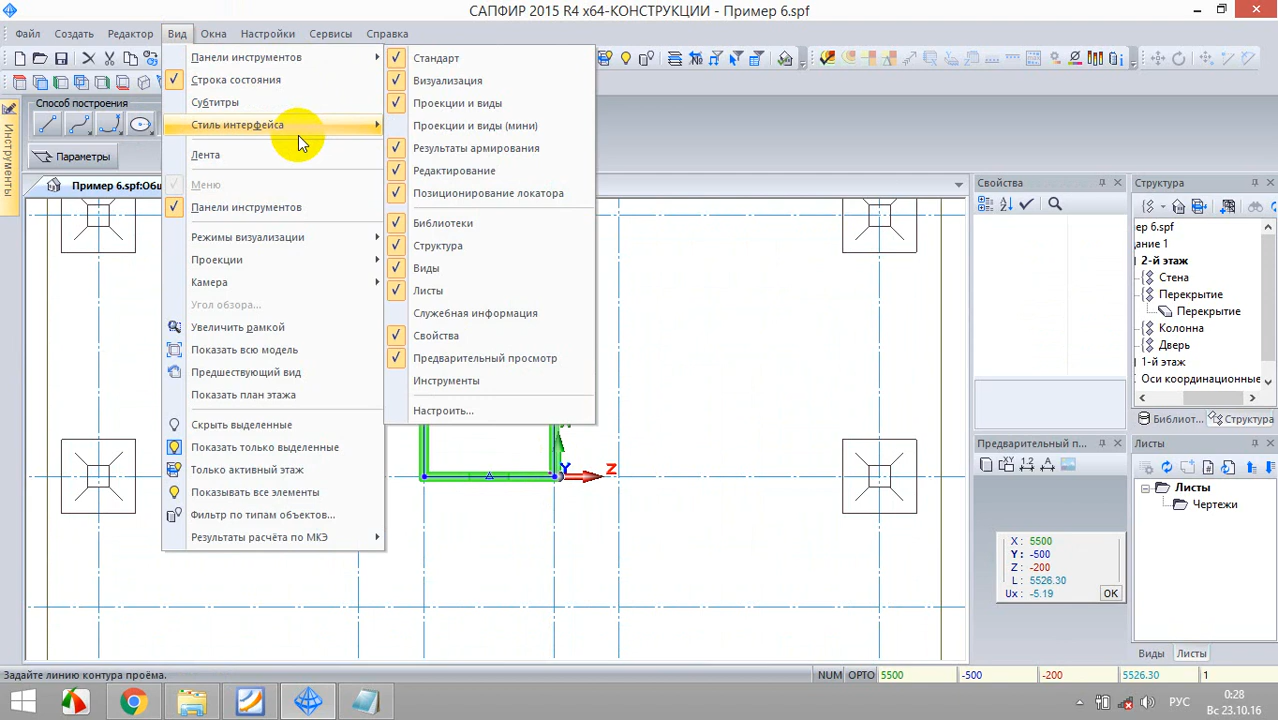 САПФИР 2015 R4 x64-КОНСТРУКЦИИ - Пример 6.spf
Файл Создать Редактор Вид Окна Настройки Сервисы Справка
Способ построения
Параметры
Инструменты
Пример 6.spf:Общ
Панели инструментов
Строка состояния
Субтитры
Стиль интерфейса
Лента
Меню
Панели инструментов
Режимы визуализации
Проекции
Камера
Угол обзора...
Увеличить рамкой
Показать всю модель
Предшествующий вид
Показать план этажа
Скрыть выделенные
Показать только выделенные
Только активный этаж
Показывать все элементы
Фильтр по типам объектов...
Результаты расчёта по МКЭ
Стандарт
Визуализация
Проекции и виды
Проекции и виды (мини)
Результаты армирования
Редактирование
Позиционирование локатора
Библиотеки
Структура
Виды
Листы
Служебная информация
Свойства
Предварительный просмотр
Инструменты
Настроить...
Y Z
Свойства
Структура
ер 6.spf
дание 1
2-й этаж
Стена
Перекрытие
Перекрытие
Колонна
Дверь
1-й этаж
Оси координационные
Библиот... Структура
Предварительный п...
1.2
X : 5500
Y : -500
Z : -200
L : 5526.30
Ux : -5.19
OK
Листы
Листы
Чертежи
Виды Листы
Задайте линию контура проёма.
NUM ОРТО 5500 -500 -200 5526.30 1
РУС
0:28
Вс 23.10.16